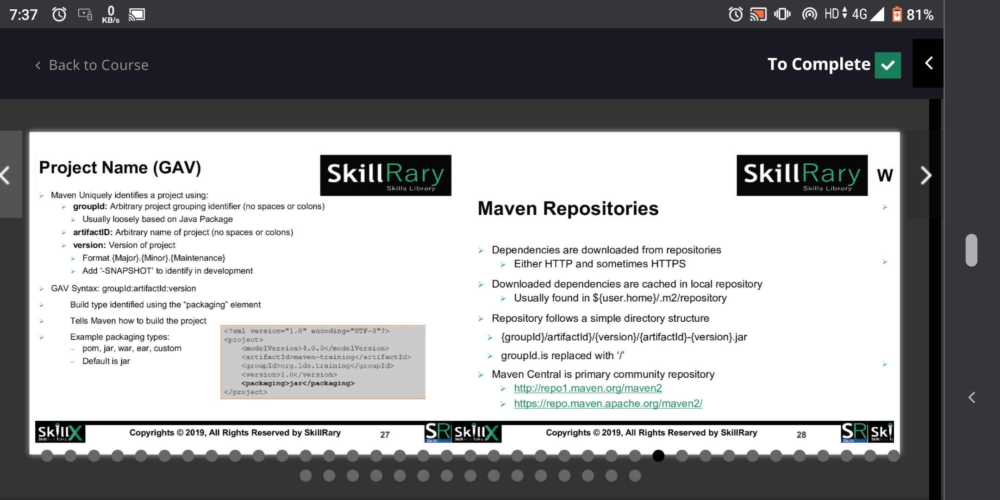 7:37
0
KB/s
HD 4G 81%
Back to Course
To Complete
Project Name (GAV)
SkillRary
Skills Library
Maven Uniquely identifies a project using:
groupId: Arbitrary project grouping identifier (no spaces or colons)
Usually loosely based on Java Package
artifactID: Arbitrary name of project (no spaces or colons)
version: Version of project
Format {Major}.{Minor}.{Maintenance}
Add ‘-SNAPSHOT’ to identify in development
GAV Syntax: groupId:artifactId:version
Build type identified using the “packaging” element
Tells Maven how to build the project
Example packaging types:
– pom, jar, war, ear, custom
– Default is jar
<?xml version="1.0" encoding="UTF-8"?>
<project>
<modelVersion>4.0.0</modelVersion>
<artifactId>maven-training</artifactId>
<groupId>org.lds.training</groupId>
<version>1.0</version>
<packaging>jar</packaging>
</project>
SkillX
Copyrights © 2019, All Rights Reserved by SkillRary
27
SR
SkillRary
Skills Library
Maven Repositories
Dependencies are downloaded from repositories
Either HTTP and sometimes HTTPS
Downloaded dependencies are cached in local repository
Usually found in ${user.home}/.m2/repository
Repository follows a simple directory structure
{groupId}/artifactId}/{version}/{artifactId}-{version}.jar
groupId.is replaced with ‘/’
Maven Central is primary community repository
http://repo1.maven.org/maven2
https://repo.maven.apache.org/maven2/
SkillX
Copyrights © 2019, All Rights Reserved by SkillRary
28
SR
W
Ski